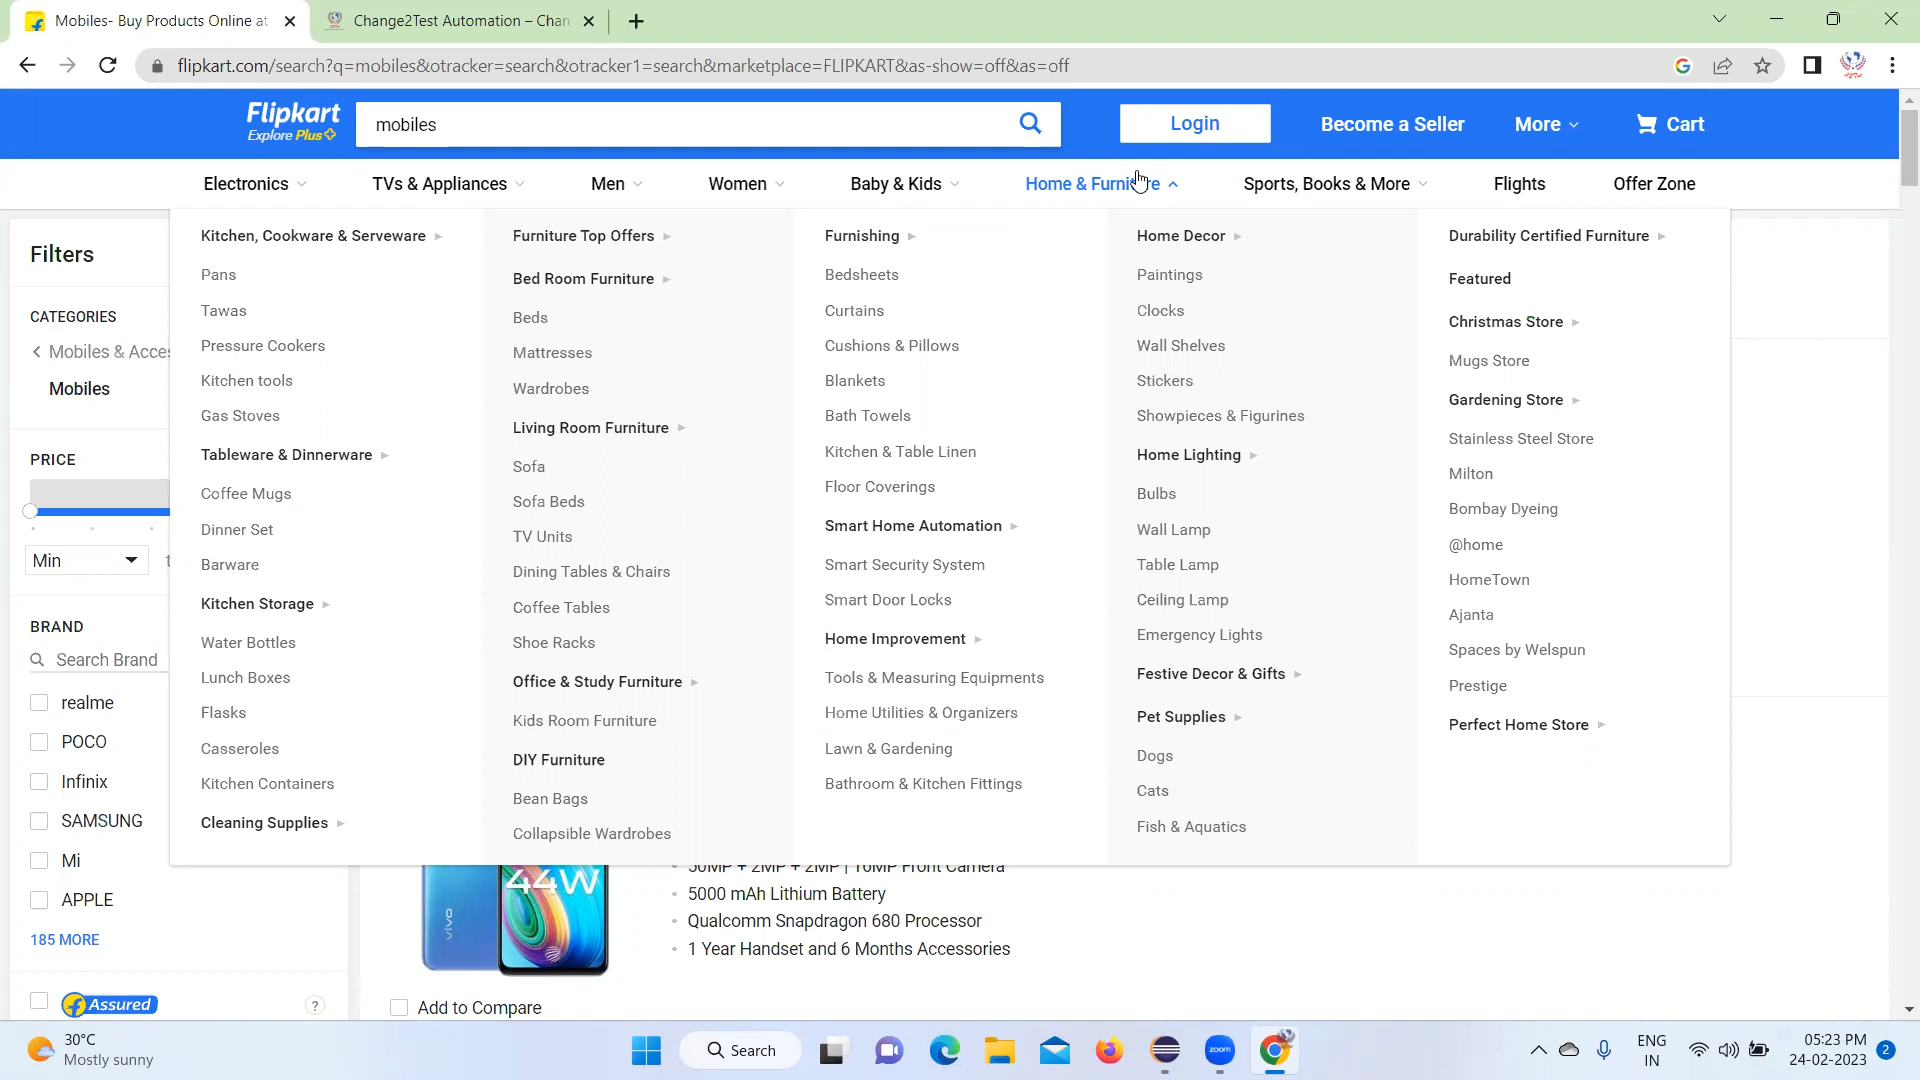 Mobiles- Buy Products Online at
Change2Test Automation – Chan
flipkart.com/search?q=mobiles&otracker=search&otracker1=search&marketplace=FLIPKART&as-show=off&as=off
Flipkart
Explore Plus
mobiles
Login
Become a Seller
More
Cart
Electronics
TVs & Appliances
Men
Women
Baby & Kids
Home & Furniture
Sports, Books & More
Flights
Offer Zone
Filters
CATEGORIES
Mobiles & Acces
Mobiles
PRICE
Min
BRAND
Search Brand
realme
POCO
Infinix
SAMSUNG
Mi
APPLE
185 MORE
Assured
?
Kitchen, Cookware & Serveware
Pans
Tawas
Pressure Cookers
Kitchen tools
Gas Stoves
Tableware & Dinnerware
Coffee Mugs
Dinner Set
Barware
Kitchen Storage
Water Bottles
Lunch Boxes
Flasks
Casseroles
Kitchen Containers
Cleaning Supplies
Furniture Top Offers
Bed Room Furniture
Beds
Mattresses
Wardrobes
Living Room Furniture
Sofa
Sofa Beds
TV Units
Dining Tables & Chairs
Coffee Tables
Shoe Racks
Office & Study Furniture
Kids Room Furniture
DIY Furniture
Bean Bags
Collapsible Wardrobes
Furnishing
Bedsheets
Curtains
Cushions & Pillows
Blankets
Bath Towels
Kitchen & Table Linen
Floor Coverings
Smart Home Automation
Smart Security System
Smart Door Locks
Home Improvement
Tools & Measuring Equipments
Home Utilities & Organizers
Lawn & Gardening
Bathroom & Kitchen Fittings
Home Decor
Paintings
Clocks
Wall Shelves
Stickers
Showpieces & Figurines
Home Lighting
Bulbs
Wall Lamp
Table Lamp
Ceiling Lamp
Emergency Lights
Festive Decor & Gifts
Pet Supplies
Dogs
Cats
Fish & Aquatics
Durability Certified Furniture
Featured
Christmas Store
Mugs Store
Gardening Store
Stainless Steel Store
Milton
Bombay Dyeing
@home
HomeTown
Ajanta
Spaces by Welspun
Prestige
Perfect Home Store
44W
vivo
50MP + 2MP + 2MP | 16MP Front Camera
5000 mAh Lithium Battery
Qualcomm Snapdragon 680 Processor
1 Year Handset and 6 Months Accessories
Add to Compare
30°C
Mostly sunny
Search
zoom
ENG
IN
05:23 PM
24-02-2023
2